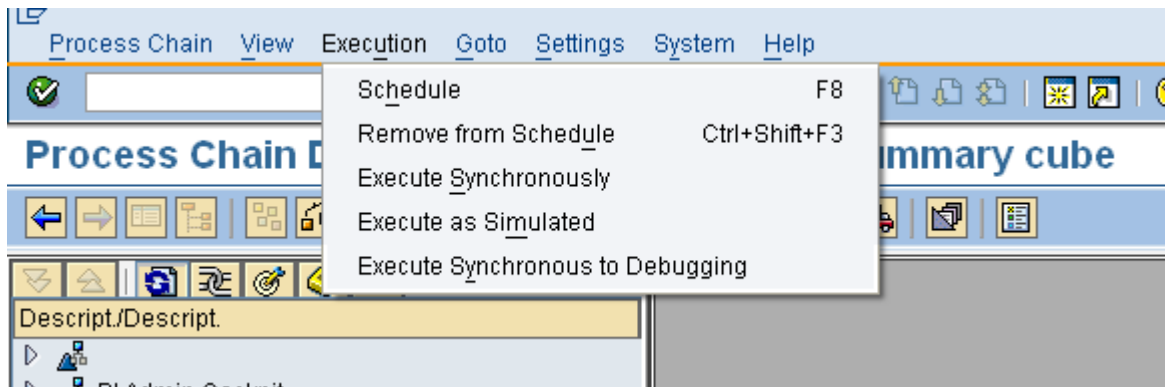 Process Chain View Execution Goto Settings System Help
Schedule F8
Remove from Schedule Ctrl+Shift+F3
Process Chain D mmary cube
Execute Synchronously
Execute as Simulated
Execute Synchronous to Debugging
Descript./Descript.
BI Admin Cockpit